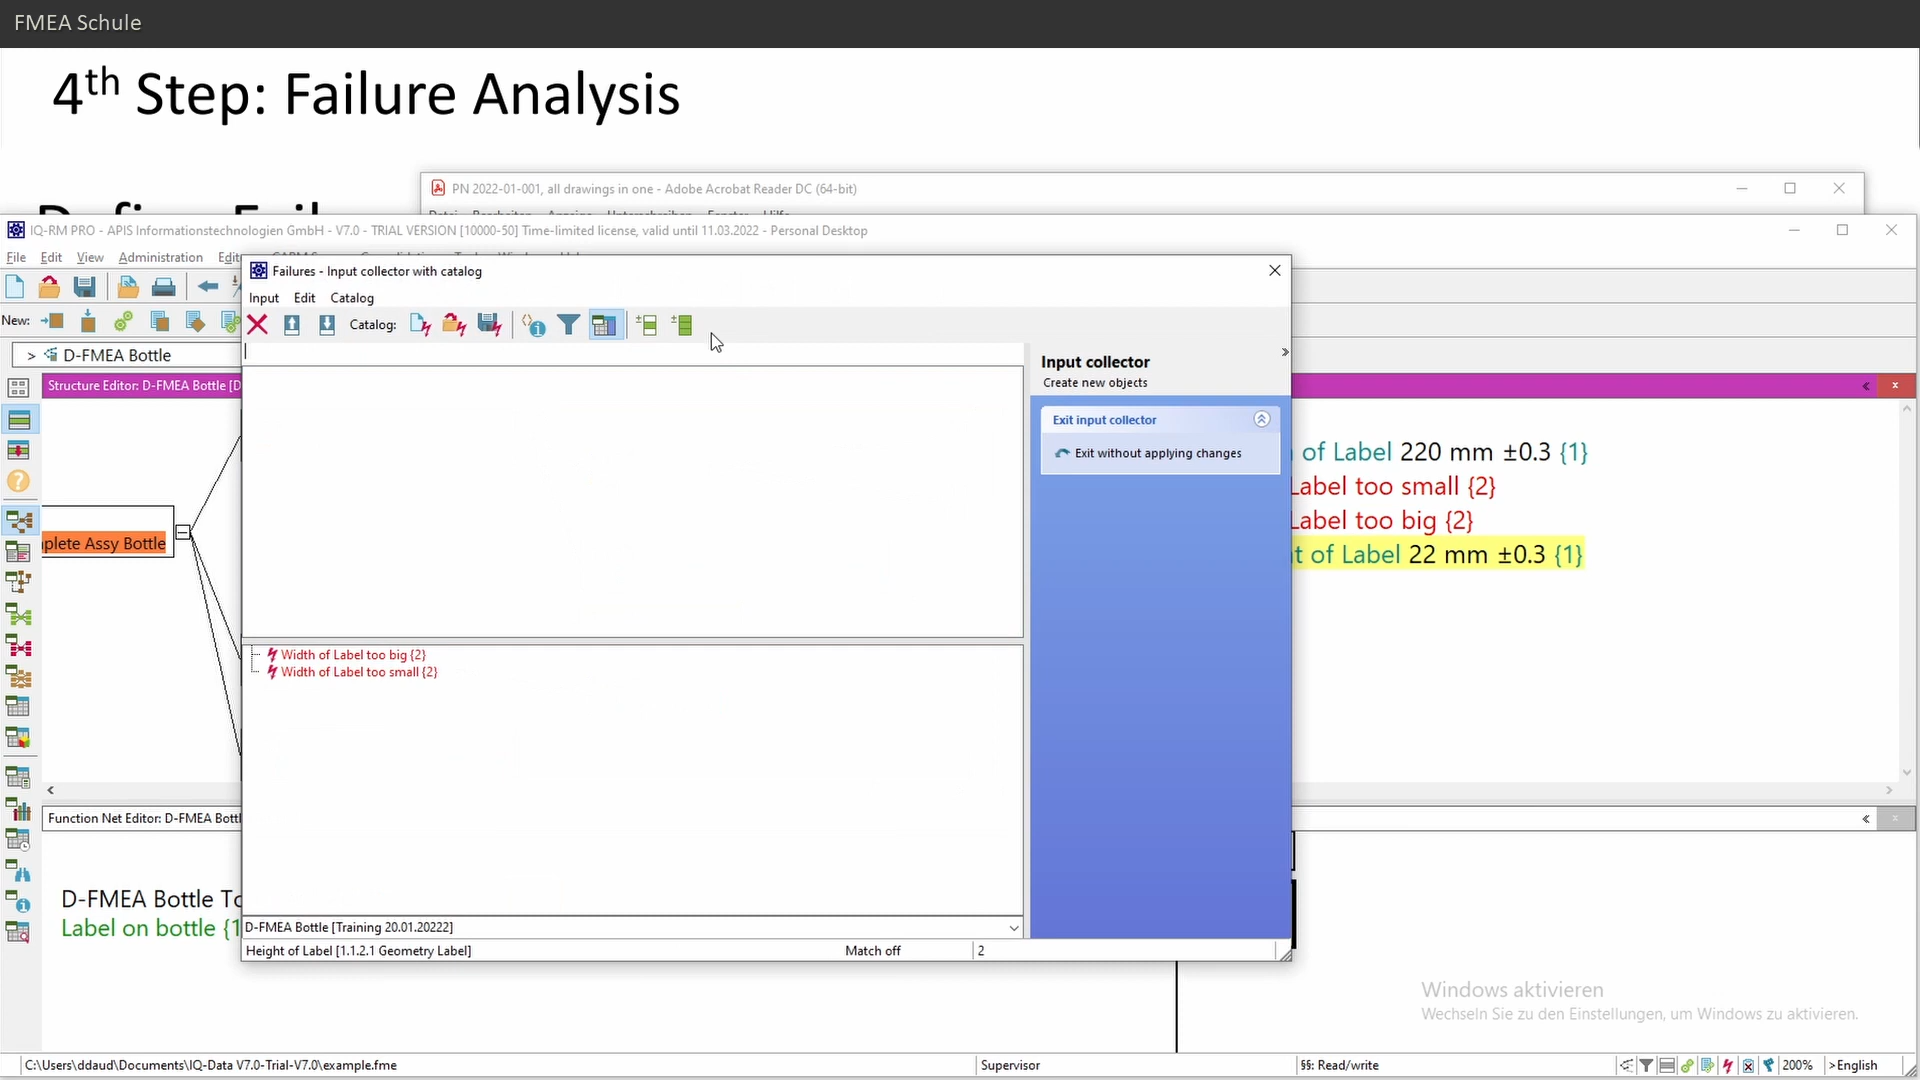 FMEA Schule
4th Step: Failure Analysis
PN 2022-01-001, all drawings in one - Adobe Acrobat Reader DC (64-bit)
IQ-RM PRO - APIS Informationstechnologien GmbH - V7.0 - TRIAL VERSION [10000-50] Time-limited license, valid until 11.03.2022 - Personal Desktop
File Edit View Administration Edit
Failures - Input collector with catalog
Input Edit Catalog
New:
Catalog:
> D-FMEA Bottle
Input collector
Create new objects
Structure Editor: D-FMEA Bottle [D
Exit input collector
Exit without applying changes
of Label 220 mm ±0.3 {1}
Label too small {2}
Label too big {2}
t of Label 22 mm ±0.3 {1}
plete Assy Bottle
Width of Label too big {2}
Width of Label too small {2}
Function Net Editor: D-FMEA Bottl
D-FMEA Bottle To
Label on bottle {1
D-FMEA Bottle [Training 20.01.20222]
Height of Label [1.1.2.1 Geometry Label] Match off 2
Windows aktivieren
Wechseln Sie zu den Einstellungen, um Windows zu aktivieren.
C:\Users\ddaud\Documents\IQ-Data V7.0-Trial-V7.0\example.fme Supervisor §§: Read/write 200% >English